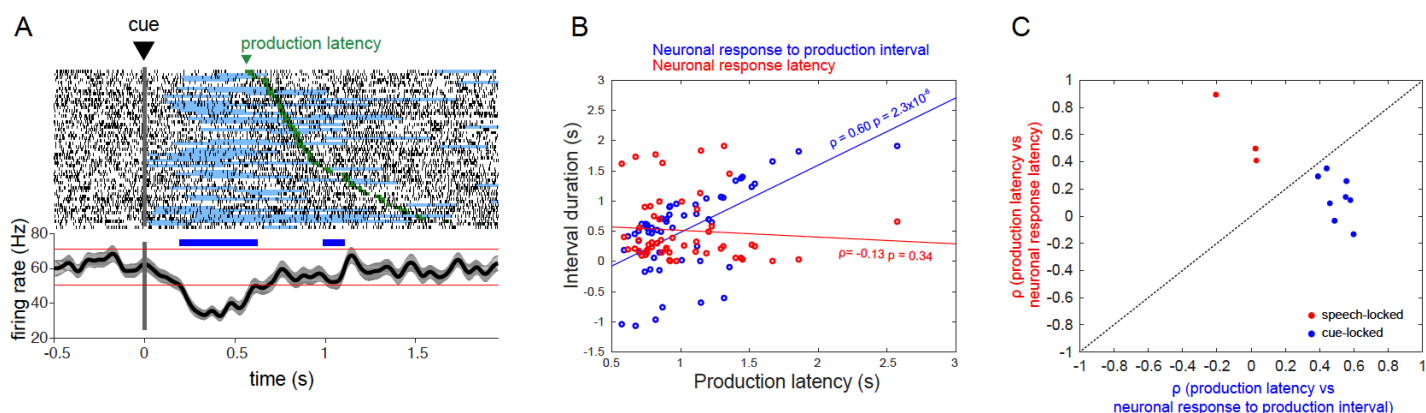 A
cue
production latency
firing rate (Hz)
80
60
40
20
-0.5
0
0.5
1
1.5
time (s)
B
Neuronal response to production interval
Neuronal response latency
Interval duration (s)
3
2.5
2
1.5
1
0.5
0
0.5
1
-1.5
ρ = 0.60 p = 2.3x10⁻⁶
ρ= -0.13 p = 0.34
0.5
1
1.5
2
2.5
3
Production latency (s)
C
ρ (production latency vs
neuronal response latency)
1
0.8
0.6
0.4
0.2
0
-0.2
-0.4
-0.6
-0.8
-1
speech-locked
cue-locked
-1
-0.8
-0.6
-0.4
-0.2
0
0.2
0.4
0.6
0.8
1
ρ (production latency vs
neuronal response to production interval)